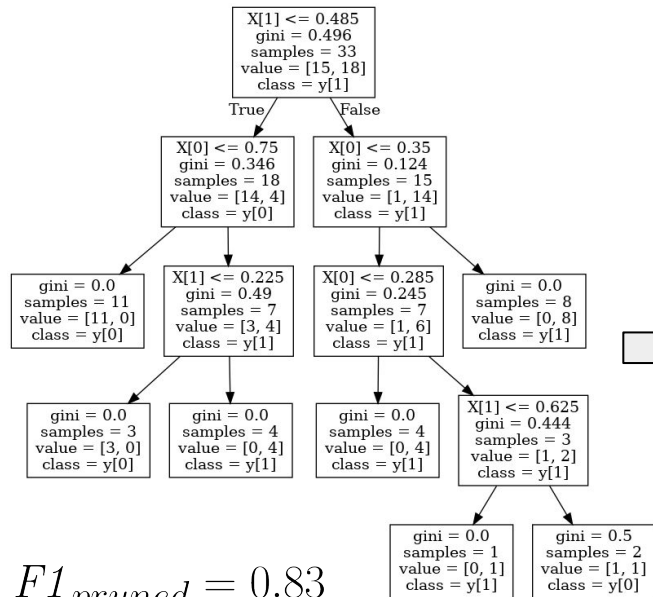 X[1] <= 0.485
gini = 0.496
samples = 33
value = [15, 18]
class = y[1]
True
False
X[0] <= 0.75
gini = 0.346
samples = 18
value = [14, 4]
class = y[0]
X[0] <= 0.35
gini = 0.124
samples = 15
value = [1, 14]
class = y[1]
gini = 0.0
samples = 11
value = [11, 0]
class = y[0]
X[1] <= 0.225
gini = 0.49
samples = 7
value = [3, 4]
class = y[1]
X[0] <= 0.285
gini = 0.245
samples = 7
value = [1, 6]
class = y[1]
gini = 0.0
samples = 8
value = [0, 8]
class = y[1]
gini = 0.0
samples = 3
value = [3, 0]
class = y[0]
gini = 0.0
samples = 4
value = [0, 4]
class = y[1]
gini = 0.0
samples = 4
value = [0, 4]
class = y[1]
X[1] <= 0.625
gini = 0.444
samples = 3
value = [1, 2]
class = y[1]
gini = 0.0
samples = 1
value = [0, 1]
class = y[1]
gini = 0.5
samples = 2
value = [1, 1]
class = y[0]
F1pruned = 0.83